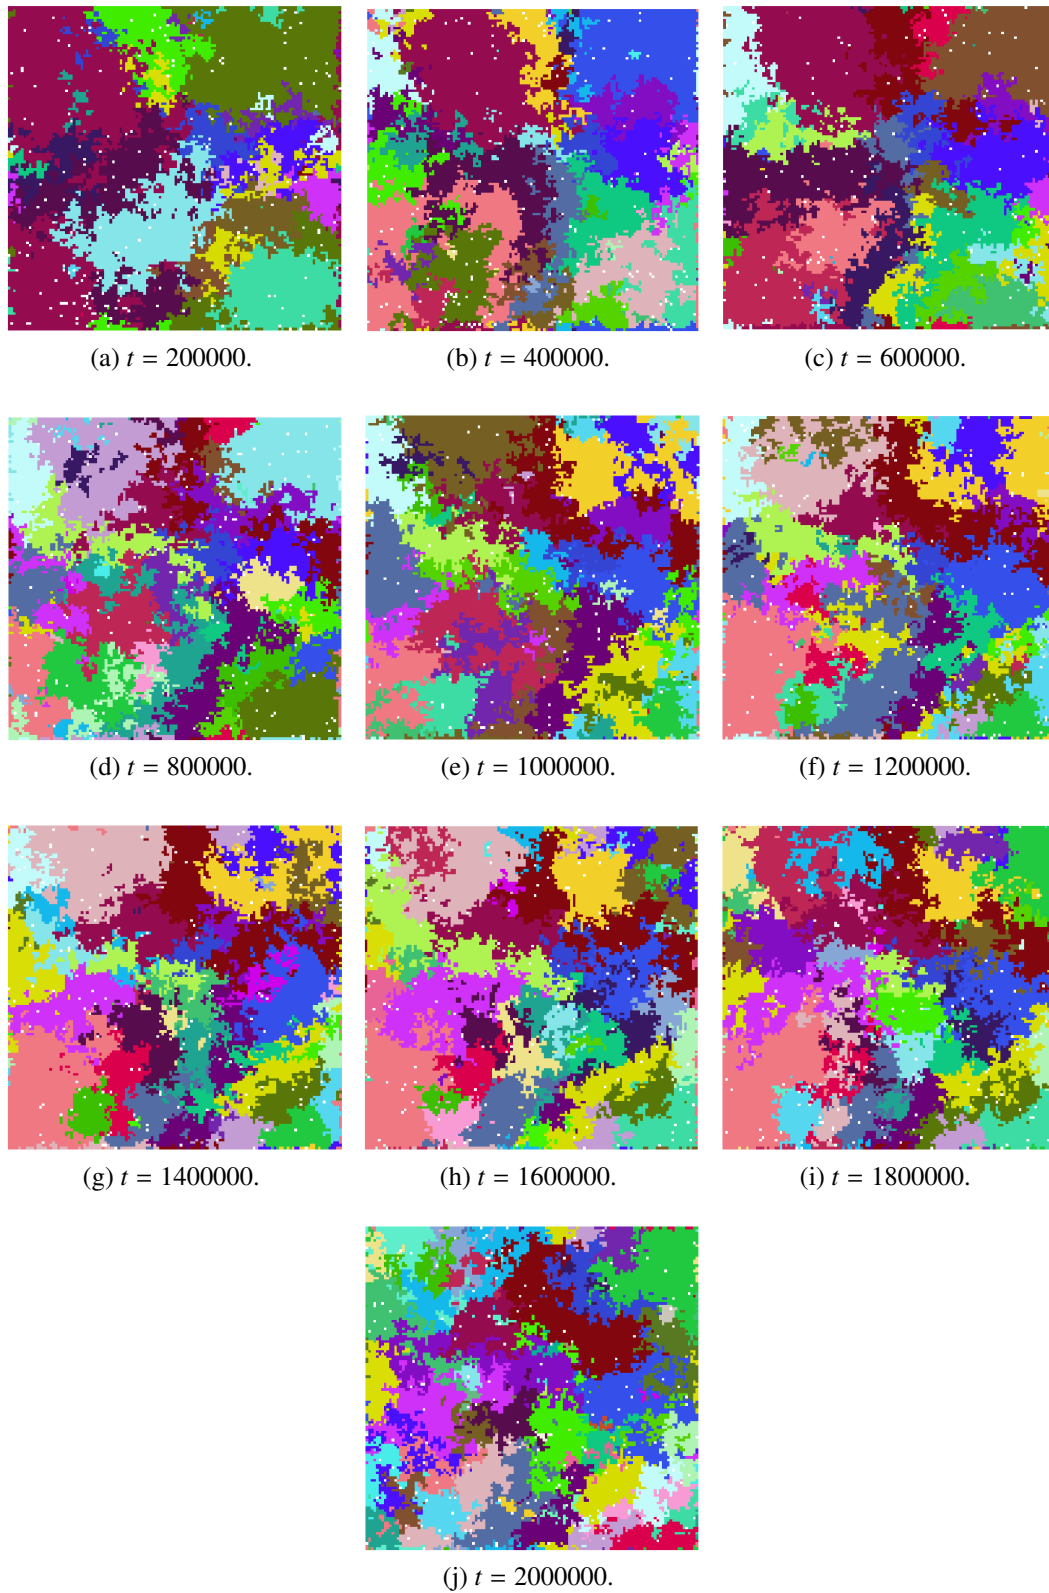 (a) t = 200000.
(b) t = 400000.
(c) t = 600000.
(d) t = 800000.
(e) t = 1000000.
(f) t = 1200000.
(g) t = 1400000.
(h) t = 1600000.
(i) t = 1800000.
(j) t = 2000000.